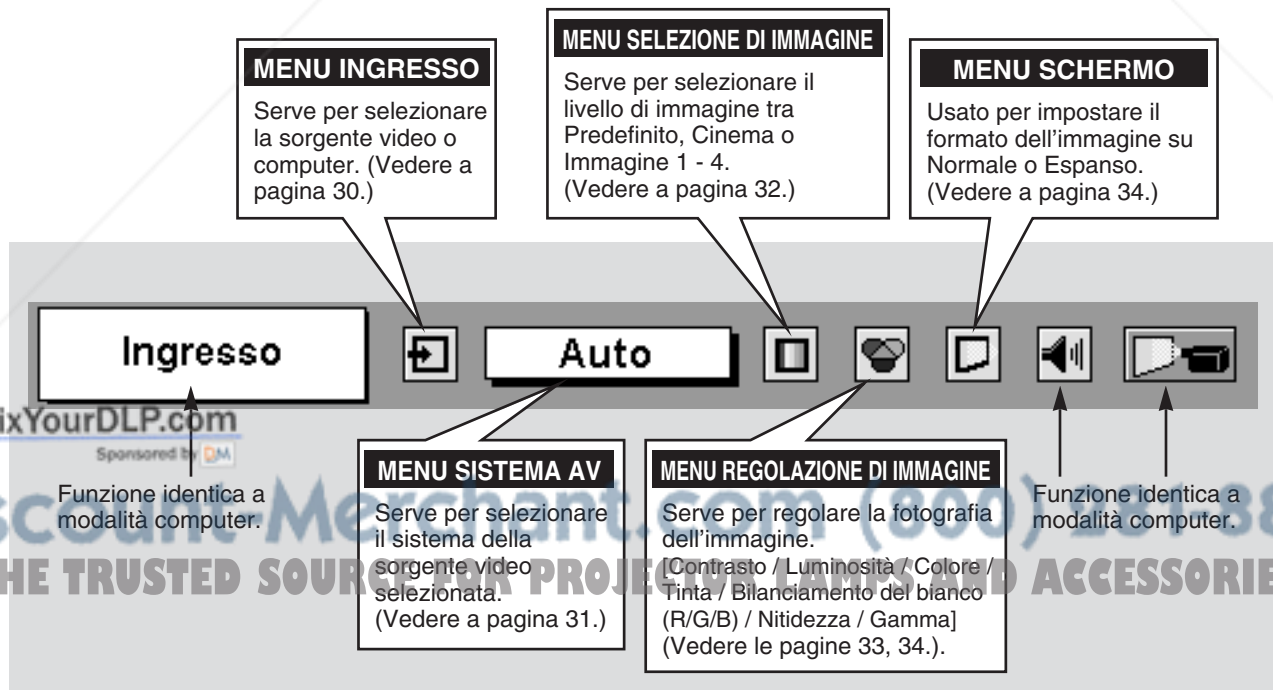 MENU INGRESSO
Serve per selezionare
la sorgente video o
computer. (Vedere a
pagina 30.)
MENU SELEZIONE DI IMMAGINE
Serve per selezionare il
livello di immagine tra
Predefinito, Cinema o
Immagine 1 - 4.
(Vedere a pagina 32.)
MENU SCHERMO
Usato per impostare il
formato dell'immagine su
Normale o Espanso.
(Vedere a pagina 34.)
Ingresso
Auto
ixYourDLP.com
Sponsored by DM
Funzione identica a
modalità computer.
MENU SISTEMA AV
Serve per selezionare
il sistema della
sorgente video
selezionata.
(Vedere a pagina 31.)
MENU REGOLAZIONE DI IMMAGINE
Serve per regolare la fotografia
dell'immagine.
[Contrasto / Luminosità / Colore /
Tinta / Bilanciamento del bianco
(R/G/B) / Nitidezza / Gamma]
(Vedere le pagine 33, 34.).
Funzione identica a
modalità computer.
scount-Merchant.com (800) 281-88
HE TRUSTED SOURCE FOR PROJECTOR LAMPS AND ACCESSORIE